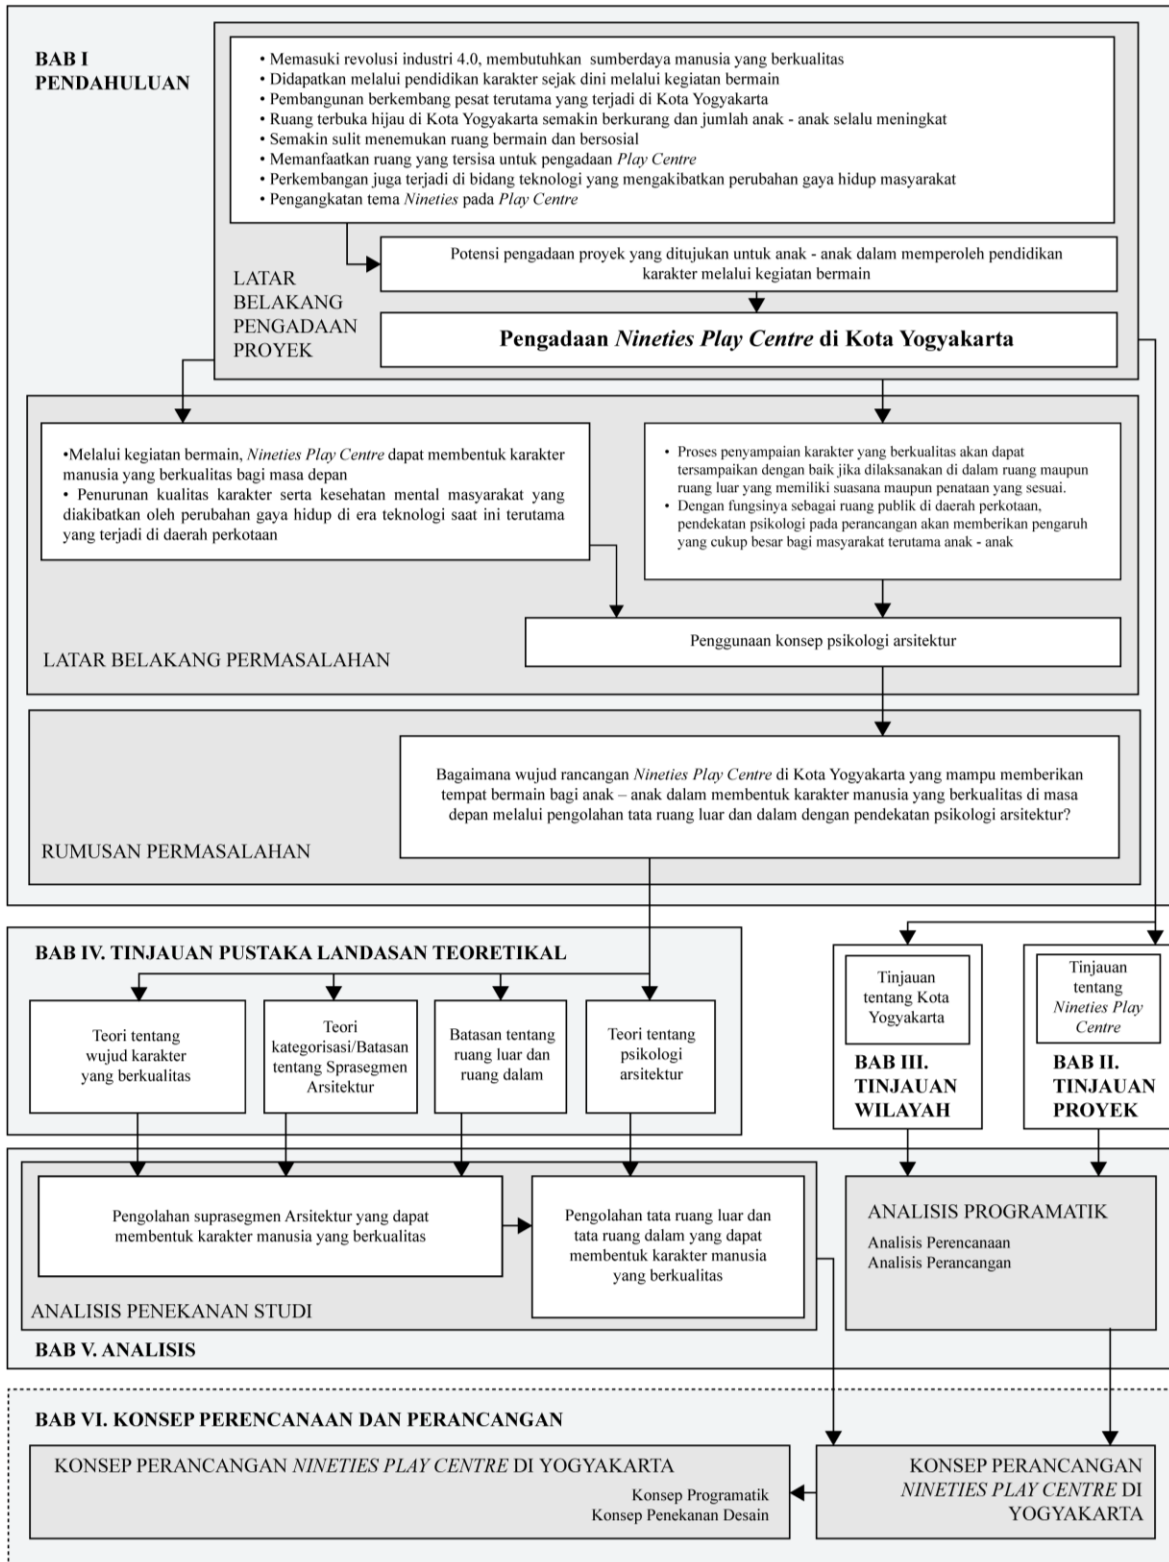 BAB I
PENDAHULUAN
• Memasuki revolusi industri 4.0, membutuhkan sumberdaya manusia yang berkualitas
• Didapatkan melalui pendidikan karakter sejak dini melalui kegiatan bermain
• Pembangunan berkembang pesat terutama yang terjadi di Kota Yogyakarta
• Ruang terbuka hijau di Kota Yogyakarta semakin berkurang dan jumlah anak - anak selalu meningkat
• Semakin sulit menemukan ruang bermain dan bersosial
• Memanfaatkan ruang yang tersisa untuk pengadaan Play Centre
• Perkembangan juga terjadi di bidang teknologi yang mengakibatkan perubahan gaya hidup masyarakat
• Pengangkatan tema Nineties pada Play Centre
Potensi pengadaan proyek yang ditujukan untuk anak - anak dalam memperoleh pendidikan
karakter melalui kegiatan bermain
LATAR
BELAKANG
PENGADAAN
PROYEK
Pengadaan Nineties Play Centre di Kota Yogyakarta
•Melalui kegiatan bermain, Nineties Play Centre dapat membentuk karakter
manusia yang berkualitas bagi masa depan
• Penurunan kualitas karakter serta kesehatan mental masyarakat yang
diakibatkan oleh perubahan gaya hidup di era teknologi saat ini terutama
yang terjadi di daerah perkotaan
• Proses penyampaian karakter yang berkualitas akan dapat
tersampaikan dengan baik jika dilaksanakan di dalam ruang maupun
ruang luar yang memiliki suasana maupun penataan yang sesuai.
• Dengan fungsinya sebagai ruang publik di daerah perkotaan,
pendekatan psikologi pada perancangan akan memberikan pengaruh
yang cukup besar bagi masyarakat terutama anak - anak
Penggunaan konsep psikologi arsitektur
LATAR BELAKANG PERMASALAHAN
Bagaimana wujud rancangan Nineties Play Centre di Kota Yogyakarta yang mampu memberikan
tempat bermain bagi anak – anak dalam membentuk karakter manusia yang berkualitas di masa
depan melalui pengolahan tata ruang luar dan dalam dengan pendekatan psikologi arsitektur?
RUMUSAN PERMASALAHAN
BAB IV. TINJAUAN PUSTAKA LANDASAN TEORETIKAL
Teori tentang
wujud karakter
yang berkualitas
Teori
kategorisasi/Batasan
tentang Sprasegmen
Arsitektur
Batasan tentang
ruang luar dan
ruang dalam
Teori tentang
psikologi
arsitektur
Tinjauan
tentang Kota
Yogyakarta
BAB III.
TINJAUAN
WILAYAH
Tinjauan
tentang
Nineties Play
Centre
BAB II.
TINJAUAN
PROYEK
Pengolahan suprasegmen Arsitektur yang dapat
membentuk karakter manusia yang berkualitas
Pengolahan tata ruang luar dan
tata ruang dalam yang dapat
membentuk karakter manusia
yang berkualitas
ANALISIS PENEKANAN STUDI
ANALISIS PROGRAMATIK
Analisis Perencanaan
Analisis Perancangan
BAB V. ANALISIS
BAB VI. KONSEP PERENCANAAN DAN PERANCANGAN
KONSEP PERANCANGAN NINETIES PLAY CENTRE DI YOGYAKARTA
Konsep Programatik
Konsep Penekanan Desain
KONSEP PERANCANGAN
NINETIES PLAY CENTRE DI
YOGYAKARTA